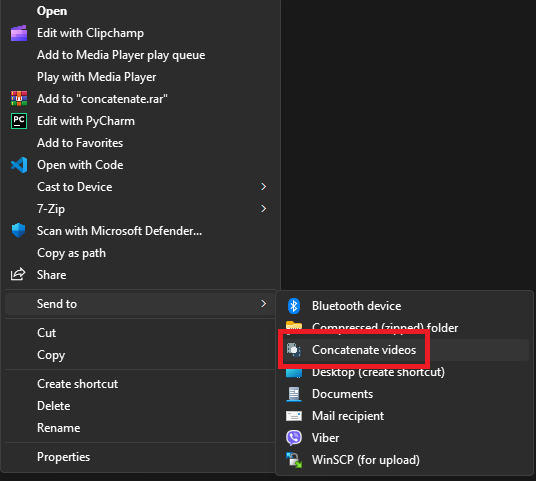 Open
Edit with Clipchamp
Add to Media Player play queue
Play with Media Player
Add to "concatenate.rar"
PC
Edit with PyCharm
Add to Favorites
Open with Code
Cast to Device
7-Zip
Scan with Microsoft Defender...
Copy as path
Share
Send to
Cut
Copy
Create shortcut
Delete
Rename
Properties
Bluetooth device
Compressed (zipped) folder
Concatenate videos
Desktop (create shortcut)
Documents
Mail recipient
Viber
WinSCP (for upload)